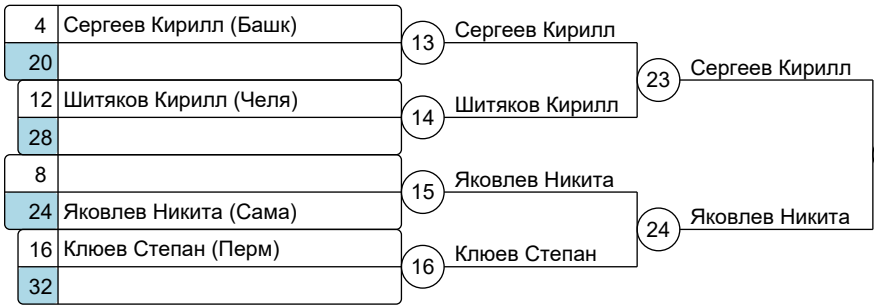 4 Сергеев Кирилл (Башк)
20
12 Шитяков Кирилл (Челя)
28
8
24 Яковлев Никита (Сама)
16 Клюев Степан (Перм)
32
13 Сергеев Кирилл
14 Шитяков Кирилл
15 Яковлев Никита
16 Клюев Степан
23 Сергеев Кирилл
24 Яковлев Никита